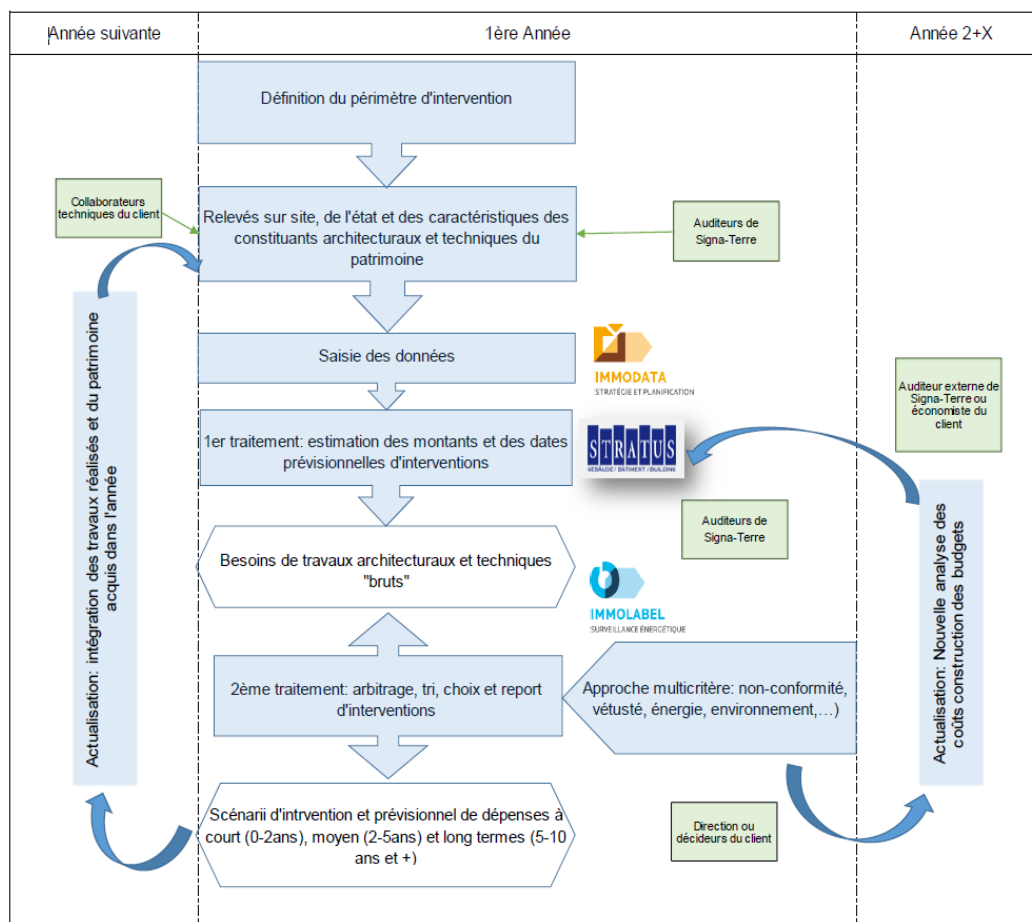 Année suivante
1ère Année
Année 2+X
Définition du périmètre d'intervention
Collaborateurs
techniques du client
Relevés sur site, de l'état et des caractéristiques des
constituants architecturaux et techniques du
patrimoine
Auditeurs de
Signa-Terre
Saisie des données
IMMODATA
STRATÉGIE ET PLANIFICATION
Auditeur externe de
Signa-Terre ou
économiste du
client
1er traitement: estimation des montants et des dates
prévisionnelles d'interventions
STRATUS
GEBÄUDE / BÂTIMENT / BUILDING
Auditeurs de
Signa-Terre
Besoins de travaux architecturaux et techniques
"bruts"
IMMOLABEL
SURVEILLANCE ÉNERGÉTIQUE
2ème traitement: arbitrage, tri, choix et report
d'interventions
Approche multicritère: non-conformité,
vétusté, énergie, environnement,…)
Scénarii d'intrvention et prévisionnel de dépenses à
court (0-2ans), moyen (2-5ans) et long termes (5-10
ans et +)
Direction ou
décideurs du client
Actualisation: intégration des travaux réalisés et du patrimoine
acquis dans l'année
Actualisation: Nouvelle analyse des
coûts construction des budgets